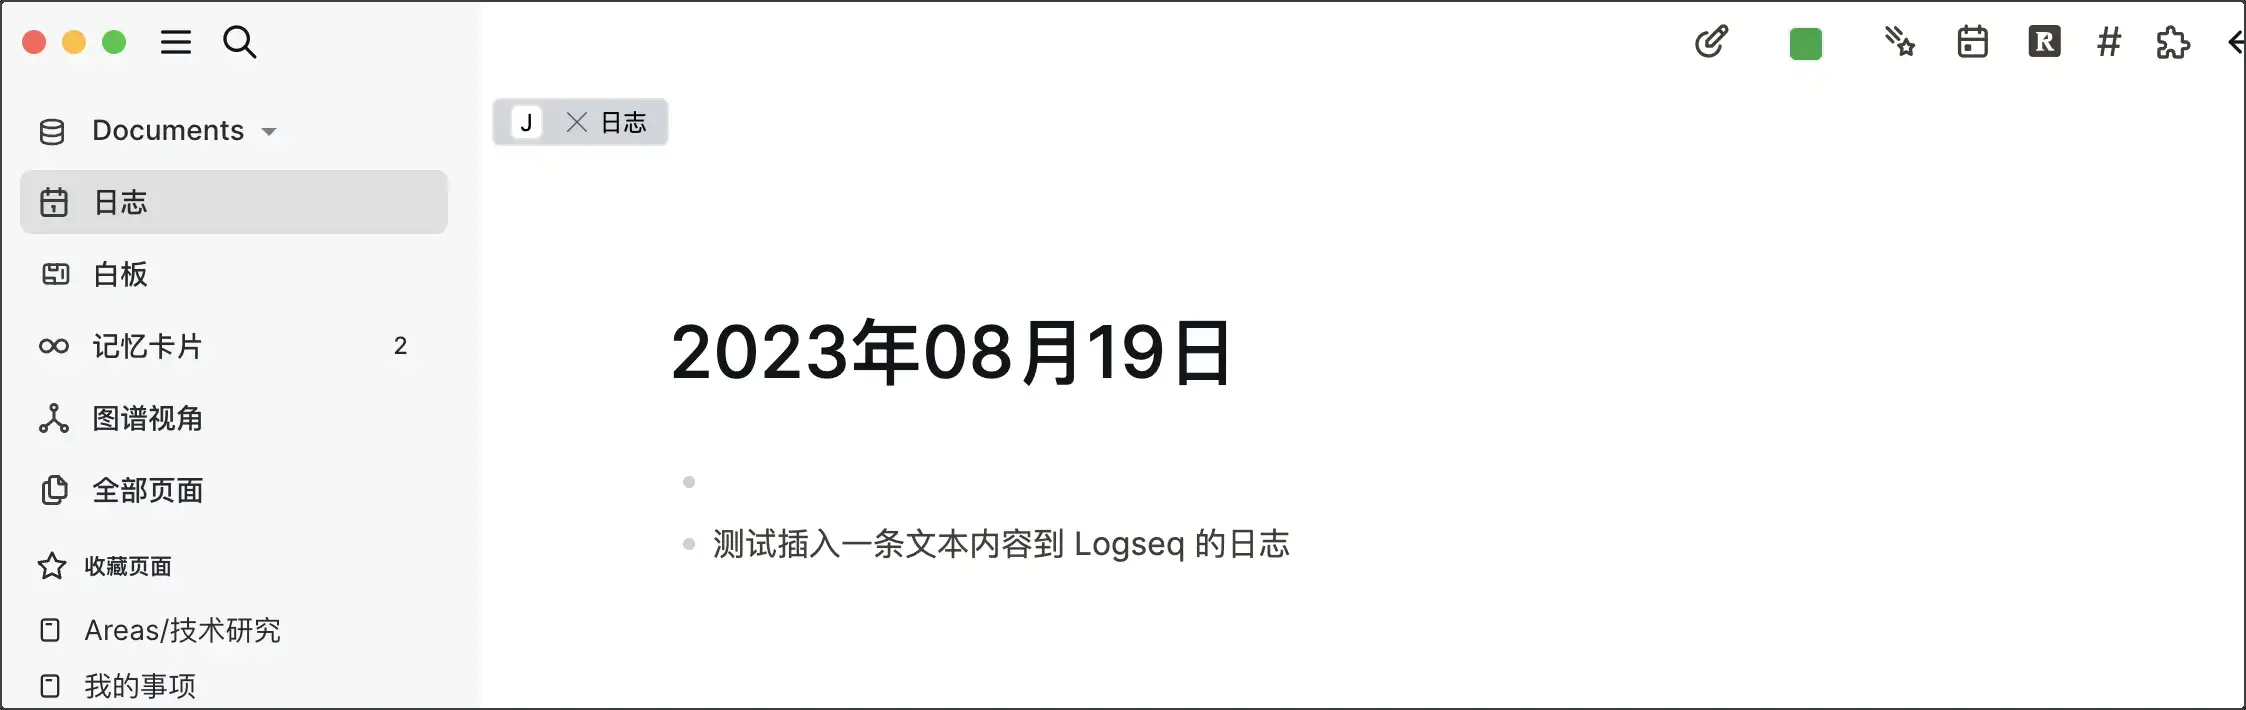 Documents
日志
白板
记忆卡片 2
图谱视角
全部页面
收藏页面
Areas/技术研究
我的事项
R #
J 日志
2023年08月19日
测试插入一条文本内容到 Logseq 的日志